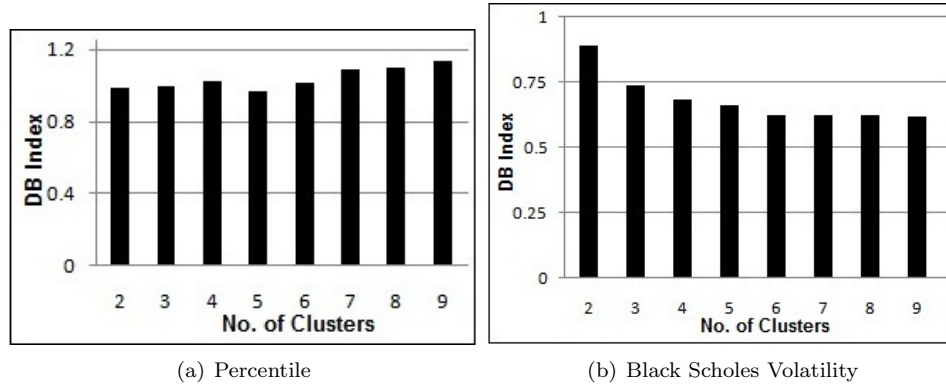 1.2
0.8
0.4
0
DB Index
2 3 4 5 6 7 8 9
No. of Clusters
(a) Percentile
1
0.75
0.5
0.25
0
DB Index
2 3 4 5 6 7 8 9
No. of Clusters
(b) Black Scholes Volatility